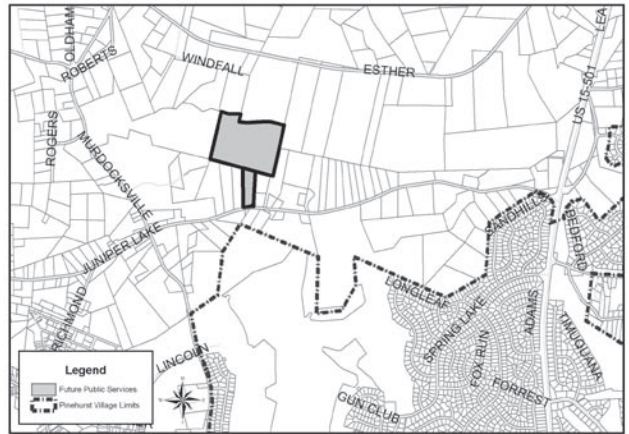 OLDHAM
LEA
ROBERTS
WINDFALL
ESTHER
US 15-501
ROGERS
MURDOCKSVILLE
JUNIPER LAKE
SANDHILLS
BEDFORD
LONGLEAF
RICHMOND
SPRING LAKE
ADAMS
TIMUQUANA
FOX RUN
LINCOLN
FORREST
GUN CLUB
Legend
Future Public Services
Pinehurst Village Limits